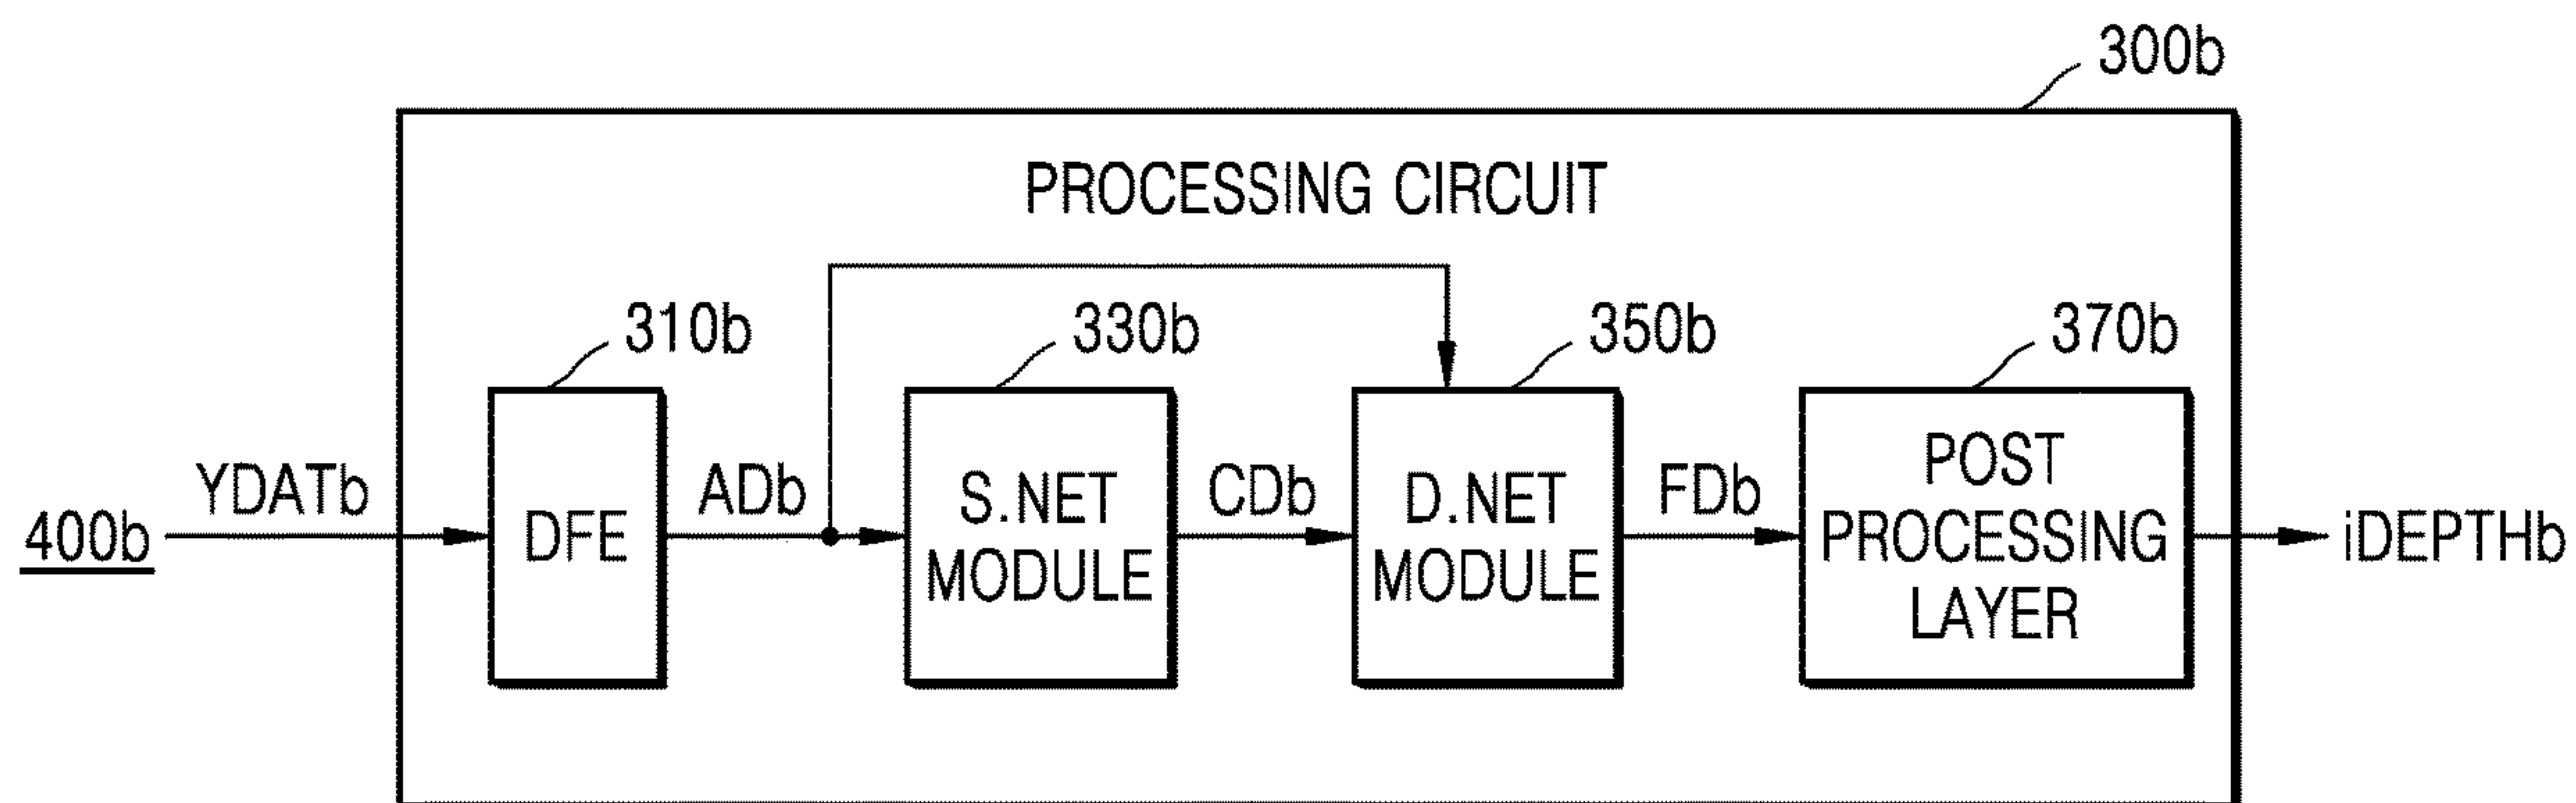 300b
PROCESSING CIRCUIT
310b
330b
350b
370b
400b
YDATb
DFE
ADb
S.NET
MODULE
CDb
D.NET
MODULE
FDb
POST
PROCESSING
LAYER
iDEPTHb